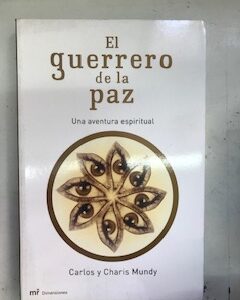 El
guerrero
de la
paz
Una aventura espiritual
Carlos y Charis Mundy
mr Dimensiones